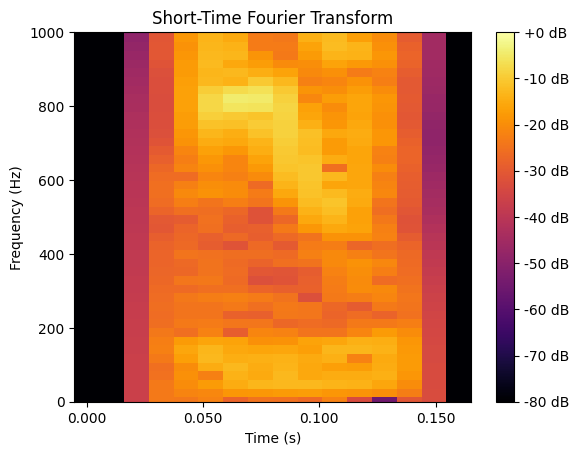 Short-Time Fourier Transform
1000
800
600
400
200
0
Frequency (Hz)
0.000
0.050
0.100
0.150
Time (s)
+0 dB
-10 dB
-20 dB
-30 dB
-40 dB
-50 dB
-60 dB
-70 dB
-80 dB